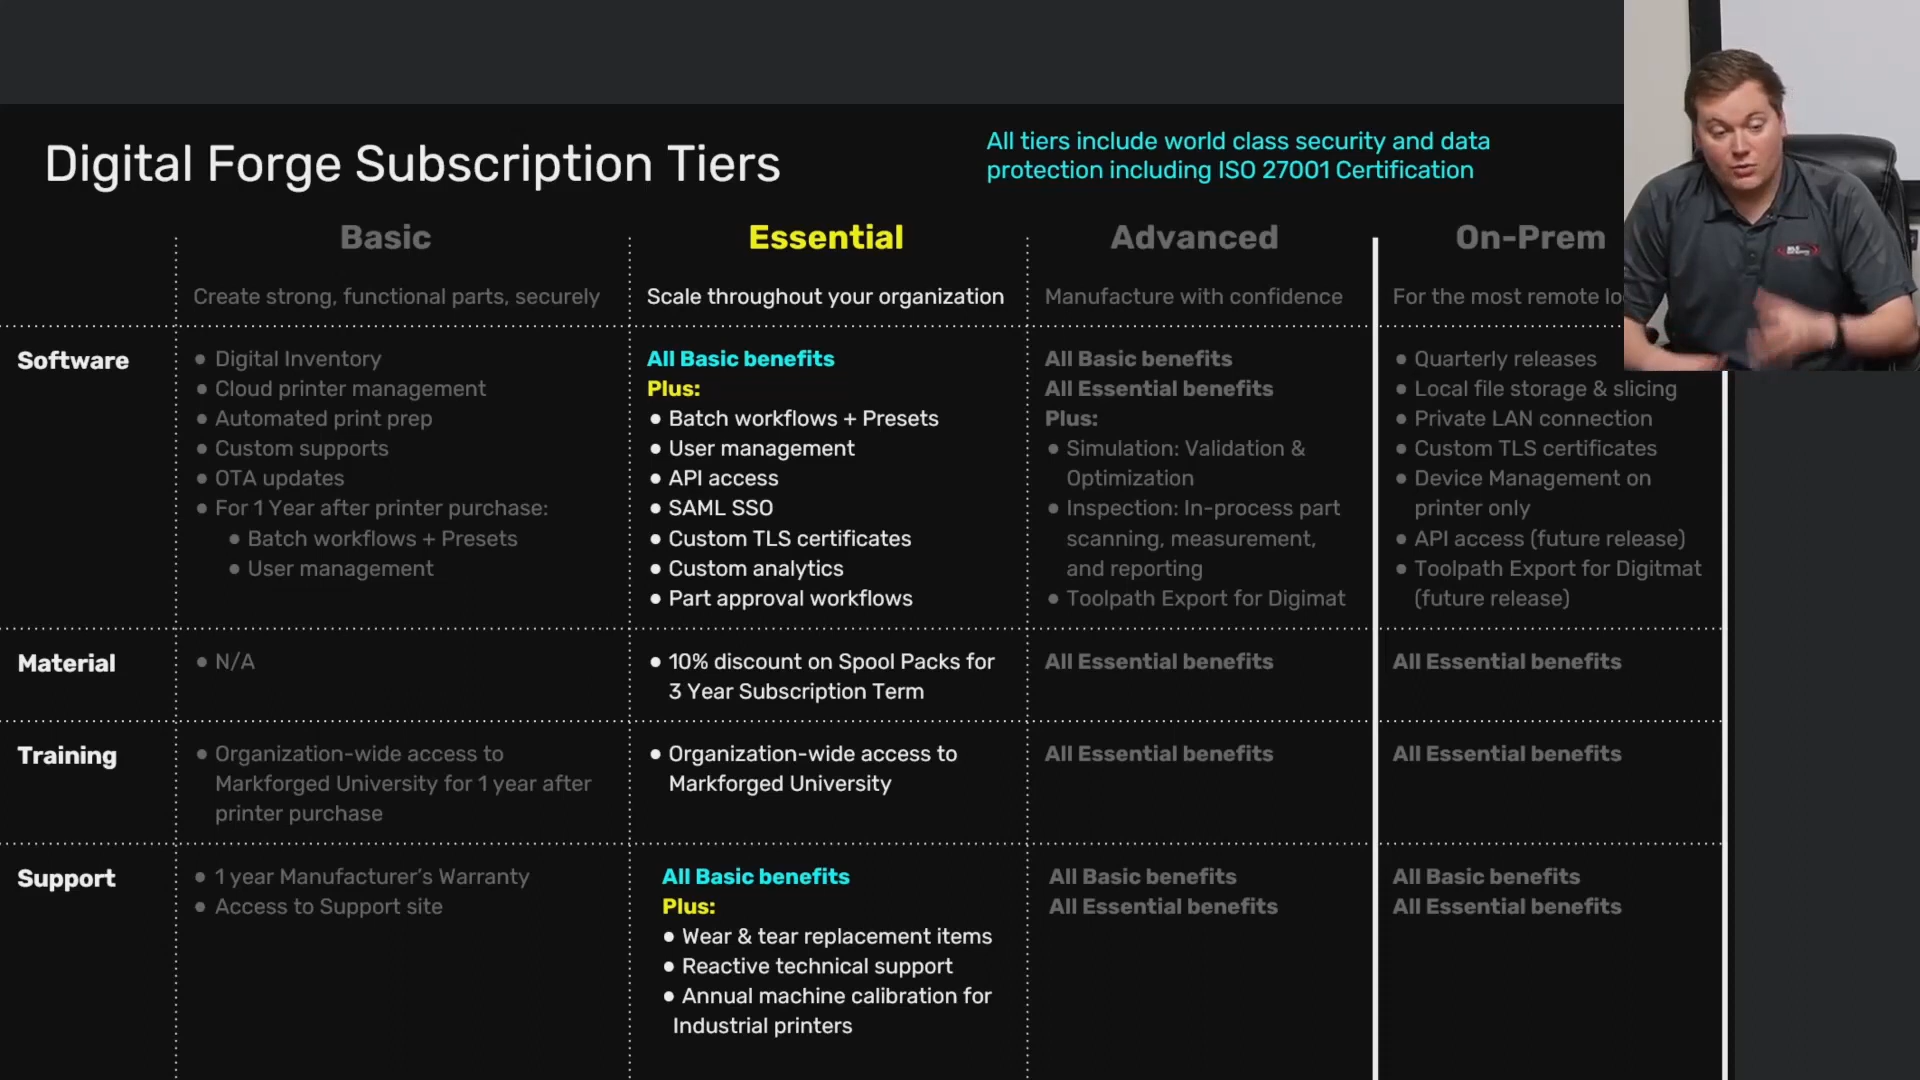 Digital Forge Subscription Tiers
All tiers include world class security and data
protection including ISO 27001 Certification
Basic
Essential
Advanced
On-Prem
Create strong, functional parts, securely
Scale throughout your organization
Manufacture with confidence
For the most remote
Software
● Digital Inventory
● Cloud printer management
● Automated print prep
● Custom supports
● OTA updates
● For 1 Year after printer purchase:
● Batch workflows + Presets
● User management
All Basic benefits
Plus:
● Batch workflows + Presets
● User management
● API access
● SAML SSO
● Custom TLS certificates
● Custom analytics
● Part approval workflows
All Basic benefits
All Essential benefits
Plus:
● Simulation: Validation &
Optimization
● Inspection: In-process part
scanning, measurement,
and reporting
● Toolpath Export for Digimat
● Quarterly releases
● Local file storage & slicing
● Private LAN connection
● Custom TLS certificates
● Device Management on
printer only
● API access (future release)
● Toolpath Export for Digitmat
(future release)
Material
● N/A
● 10% discount on Spool Packs for
3 Year Subscription Term
All Essential benefits
All Essential benefits
Training
● Organization-wide access to
Markforged University for 1 year after
printer purchase
● Organization-wide access to
Markforged University
All Essential benefits
All Essential benefits
Support
● 1 year Manufacturer's Warranty
● Access to Support site
All Basic benefits
Plus:
● Wear & tear replacement items
● Reactive technical support
● Annual machine calibration for
Industrial printers
All Basic benefits
All Essential benefits
All Basic benefits
All Essential benefits